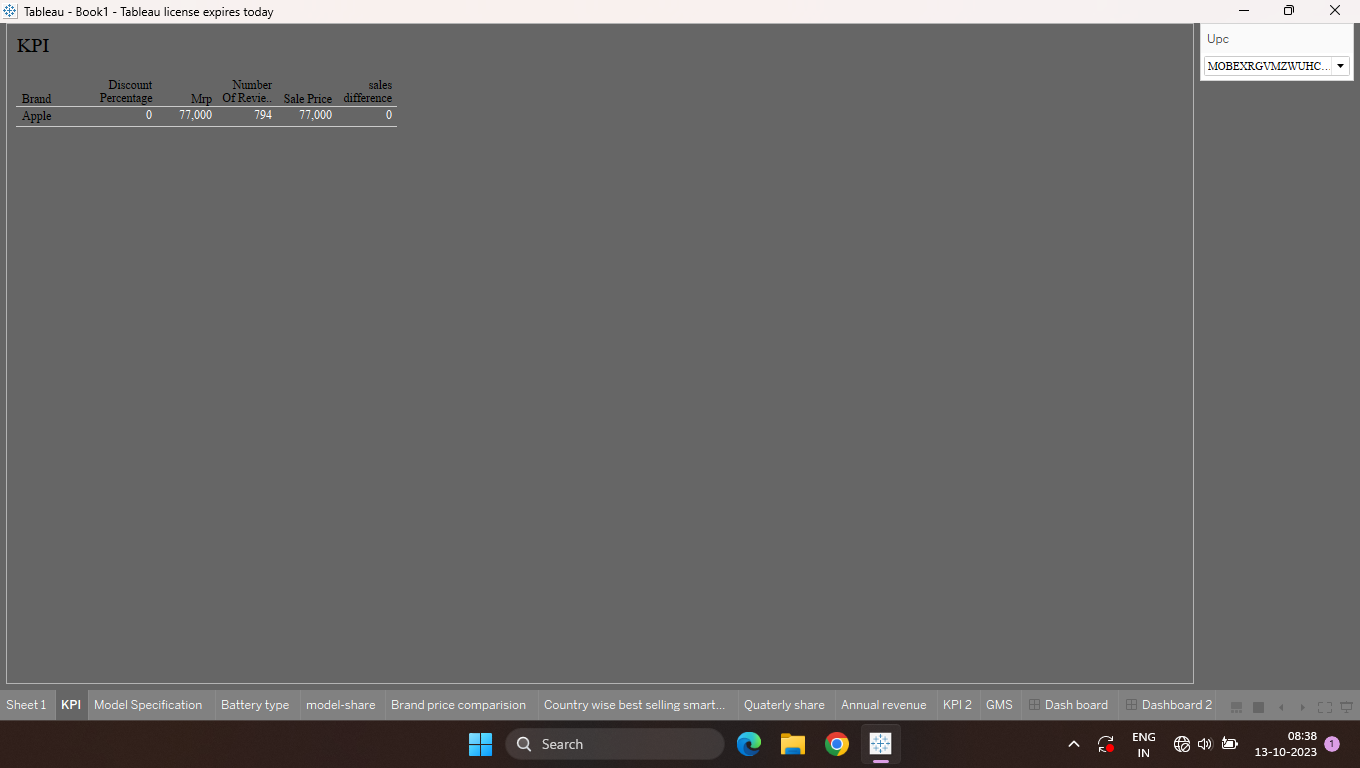 Tableau - Book1 - Tableau license expires today
KPI
Upc
MOBEXRGVMZWUHC...
Discount Number sales
Brand Percentage Mrp Of Revie.. Sale Price difference
Apple 0 77,000 794 77,000 0
Sheet 1 KPI Model Specification Battery type model-share Brand price comparision Country wise best selling smart... Quaterly share Annual revenue KPI 2 GMS Dash board Dashboard 2
Search
ENG
IN
08:38
13-10-2023
1